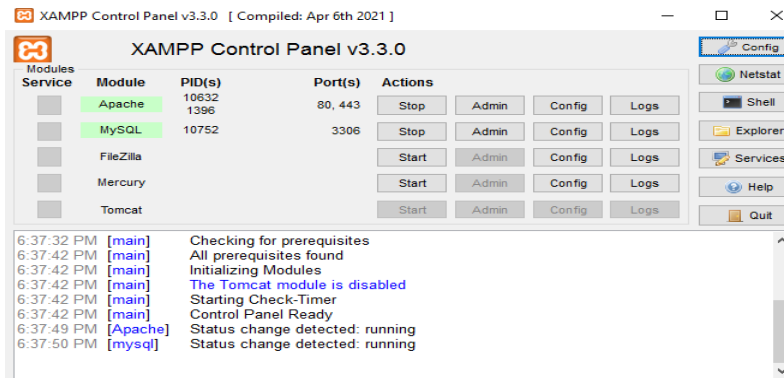 XAMPP Control Panel v3.3.0 [ Compiled: Apr 6th 2021 ]
XAMPP Control Panel v3.3.0
Config
Modules
Service Module PID(s) Port(s) Actions
Netstat
Apache 10632 1396 80, 443 Stop Admin Config Logs
Shell
MySQL 10752 3306 Stop Admin Config Logs
Explorer
FileZilla Start Admin Config Logs
Services
Mercury Start Admin Config Logs
Help
Tomcat Start Admin Config Logs
Quit
6:37:32 PM [main] Checking for prerequisites
6:37:42 PM [main] All prerequisites found
6:37:42 PM [main] Initializing Modules
6:37:42 PM [main] The Tomcat module is disabled
6:37:42 PM [main] Starting Check-Timer
6:37:42 PM [main] Control Panel Ready
6:37:49 PM [Apache] Status change detected: running
6:37:50 PM [mysql] Status change detected: running